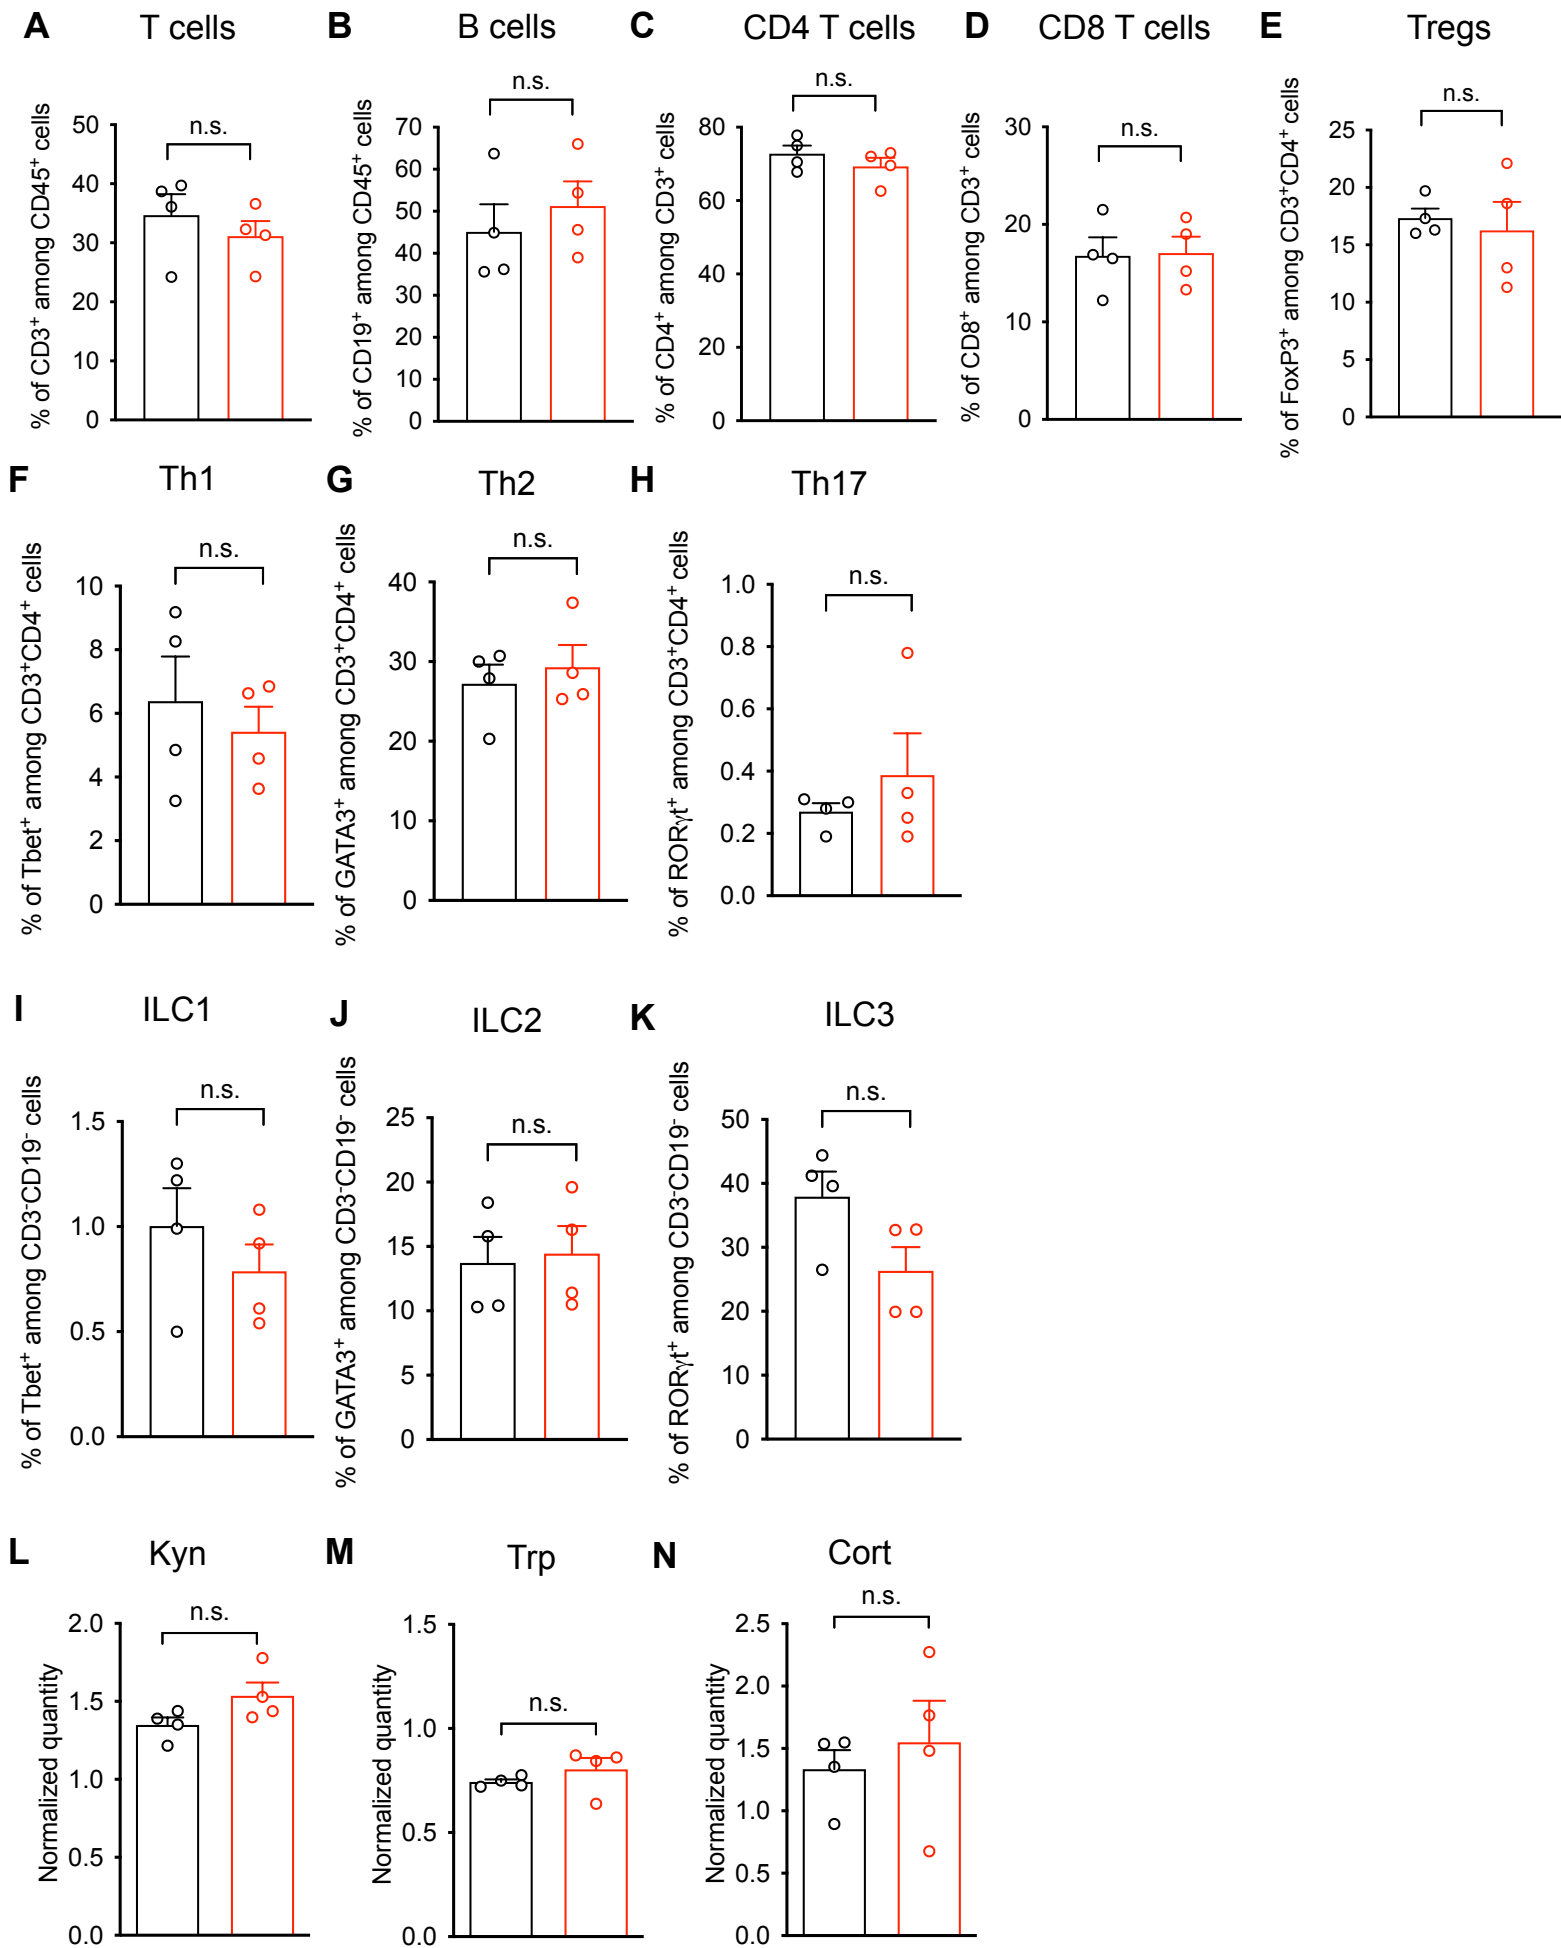 A T cells
B B cells
C CD4 T cells
D CD8 T cells
E Tregs
% of CD3⁺ among CD45⁺ cells
50
40
30
20
10
0
n.s.
% of CD19⁺ among CD45⁺ cells
70
60
50
40
30
20
10
0
n.s.
% of CD4⁺ among CD3⁺ cells
80
60
40
20
0
n.s.
% of CD8⁺ among CD3⁺ cells
30
20
10
0
n.s.
% of FoxP3⁺ among CD3⁺CD4⁺ cells
25
20
15
10
5
0
n.s.
F Th1
G Th2
H Th17
% of Tbet⁺ among CD3⁺CD4⁺ cells
10
8
6
4
2
0
n.s.
% of GATA3⁺ among CD3⁺CD4⁺ cells
40
30
20
10
0
n.s.
% of RORγt⁺ among CD3⁺CD4⁺ cells
1.0
0.8
0.6
0.4
0.2
0.0
n.s.
I ILC1
J ILC2
K ILC3
% of Tbet⁺ among CD3⁻CD19⁻ cells
1.5
1.0
0.5
0.0
n.s.
% of GATA3⁺ among CD3⁻CD19⁻ cells
25
20
15
10
5
0
n.s.
% of RORγt⁺ among CD3⁻CD19⁻ cells
50
40
30
20
10
0
n.s.
L Kyn
M Trp
N Cort
Normalized quantity
2.0
1.5
1.0
0.5
0.0
n.s.
Normalized quantity
1.5
1.0
0.5
0.0
n.s.
Normalized quantity
2.5
2.0
1.5
1.0
0.5
0.0
n.s.